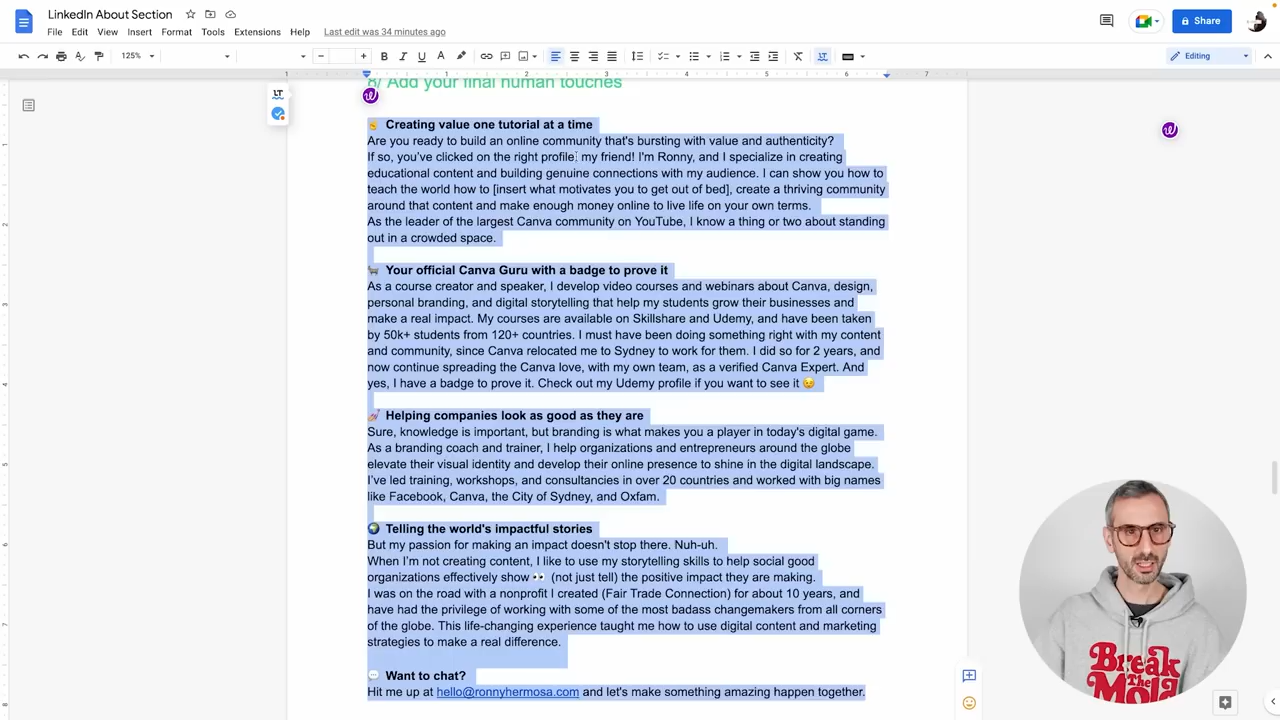 LinkedIn About Section
File Edit View Insert Format Tools Extensions Help Last edit was 34 minutes ago
Share
125%
B I U A
Editing
1 1 2 3 4 5 6 7
LT
8/ Add your final human touches
Creating value one tutorial at a time
Are you ready to build an online community that's bursting with value and authenticity?
If so, you've clicked on the right profile, my friend! I'm Ronny, and I specialize in creating
educational content and building genuine connections with my audience. I can show you how to
teach the world how to [insert what motivates you to get out of bed], create a thriving community
around that content and make enough money online to live life on your own terms.
As the leader of the largest Canva community on YouTube, I know a thing or two about standing
out in a crowded space.
Your official Canva Guru with a badge to prove it
As a course creator and speaker, I develop video courses and webinars about Canva, design,
personal branding, and digital storytelling that help my students grow their businesses and
make a real impact. My courses are available on Skillshare and Udemy, and have been taken
by 50k+ students from 120+ countries. I must have been doing something right with my content
and community, since Canva relocated me to Sydney to work for them. I did so for 2 years, and
now continue spreading the Canva love, with my own team, as a verified Canva Expert. And
yes, I have a badge to prove it. Check out my Udemy profile if you want to see it 😉
Helping companies look as good as they are
Sure, knowledge is important, but branding is what makes you a player in today's digital game.
As a branding coach and trainer, I help organizations and entrepreneurs around the globe
elevate their visual identity and develop their online presence to shine in the digital landscape.
I've led training, workshops, and consultancies in over 20 countries and worked with big names
like Facebook, Canva, the City of Sydney, and Oxfam.
🌍 Telling the world's impactful stories
But my passion for making an impact doesn't stop there. Nuh-uh.
When I'm not creating content, I like to use my storytelling skills to help social good
organizations effectively show 👀 (not just tell) the positive impact they are making.
I was on the road with a nonprofit I created (Fair Trade Connection) for about 10 years, and
have had the privilege of working with some of the most badass changemakers from all corners
of the globe. This life-changing experience taught me how to use digital content and marketing
strategies to make a real difference.
💬 Want to chat?
Hit me up at hello@ronnyhermosa.com and let's make something amazing happen together.
Break
The Mold